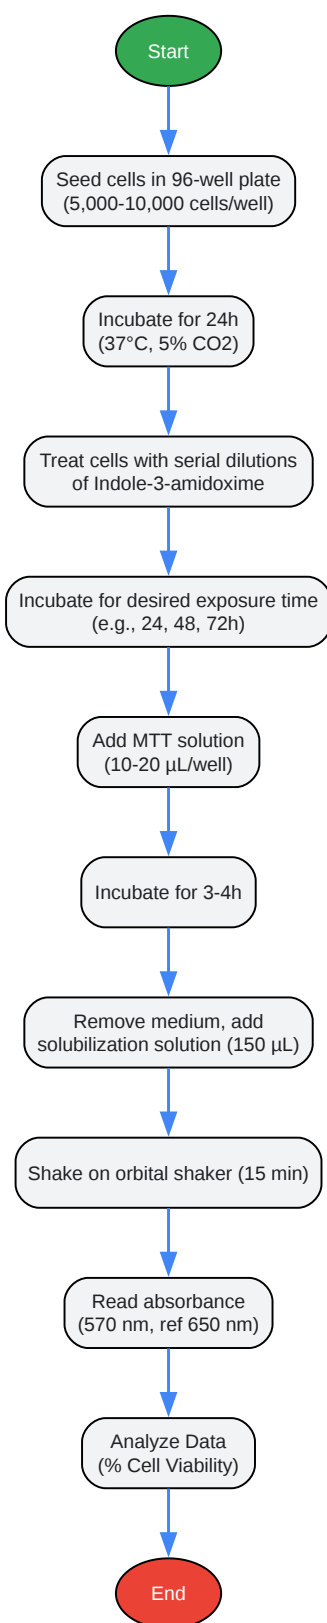 Start
Seed cells in 96-well plate
(5,000-10,000 cells/well)
Incubate for 24h
(37°C, 5% CO2)
Treat cells with serial dilutions
of Indole-3-amidoxime
Incubate for desired exposure time
(e.g., 24, 48, 72h)
Add MTT solution
(10-20 µL/well)
Incubate for 3-4h
Remove medium, add
solubilization solution (150 µL)
Shake on orbital shaker (15 min)
Read absorbance
(570 nm, ref 650 nm)
Analyze Data
(% Cell Viability)
End